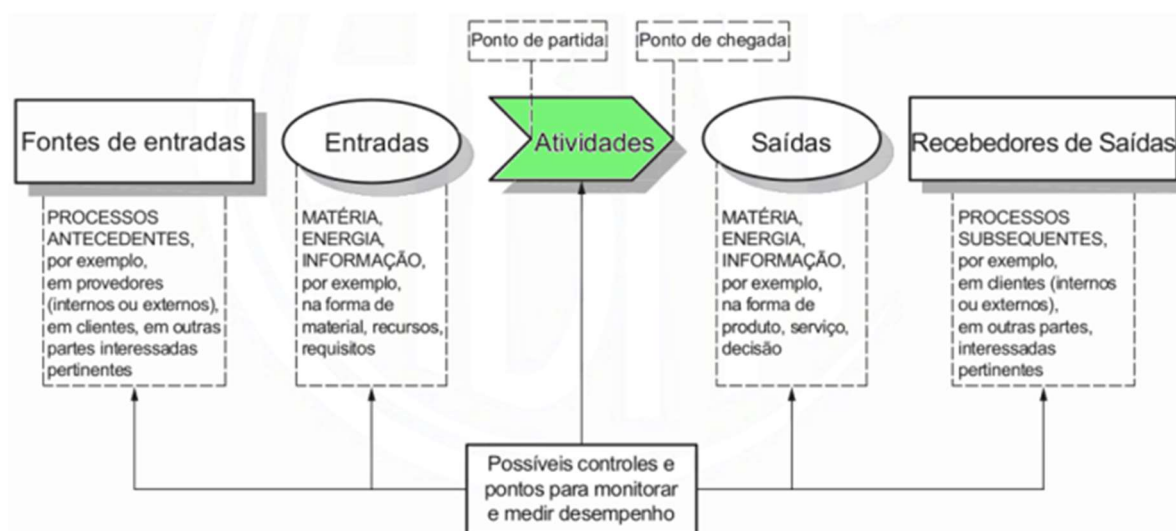 Ponto de partida
Ponto de chegada
Fontes de entradas
Entradas
Atividades
Saídas
Recebedores de Saídas
PROCESSOS
ANTECEDENTES,
por exemplo,
em provedores
(internos ou externos),
em clientes, em outras
partes interessadas
pertinentes
MATÉRIA,
ENERGIA,
INFORMAÇÃO,
por exemplo,
na forma de
material, recursos,
requisitos
MATÉRIA,
ENERGIA,
INFORMAÇÃO,
por exemplo,
na forma de
produto, serviço,
decisão
PROCESSOS
SUBSEQUENTES,
por exemplo,
em clientes (internos
ou externos),
em outras partes,
interessadas
pertinentes
Possíveis controles e
pontos para monitorar
e medir desempenho